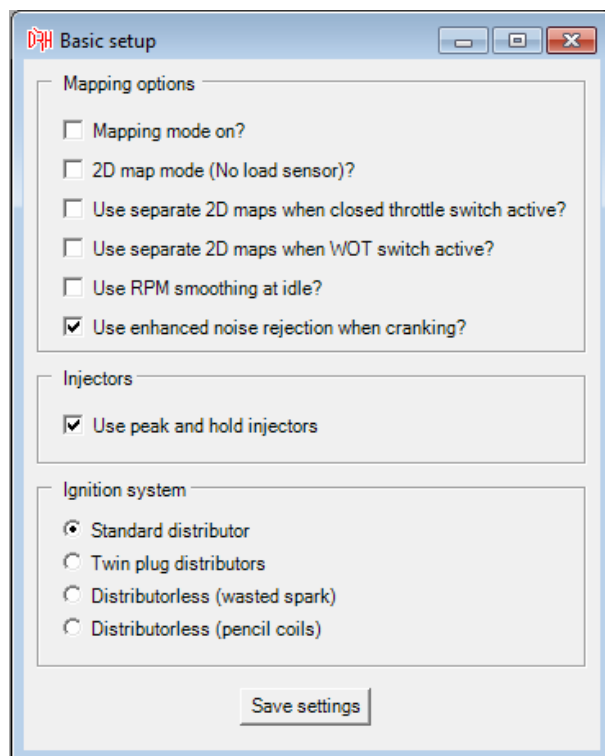 DRH Basic setup
Mapping options
Mapping mode on?
2D map mode (No load sensor)?
Use separate 2D maps when closed throttle switch active?
Use separate 2D maps when WOT switch active?
Use RPM smoothing at idle?
Use enhanced noise rejection when cranking?
Injectors
Use peak and hold injectors
Ignition system
Standard distributor
Twin plug distributors
Distributorless (wasted spark)
Distributorless (pencil coils)
Save settings